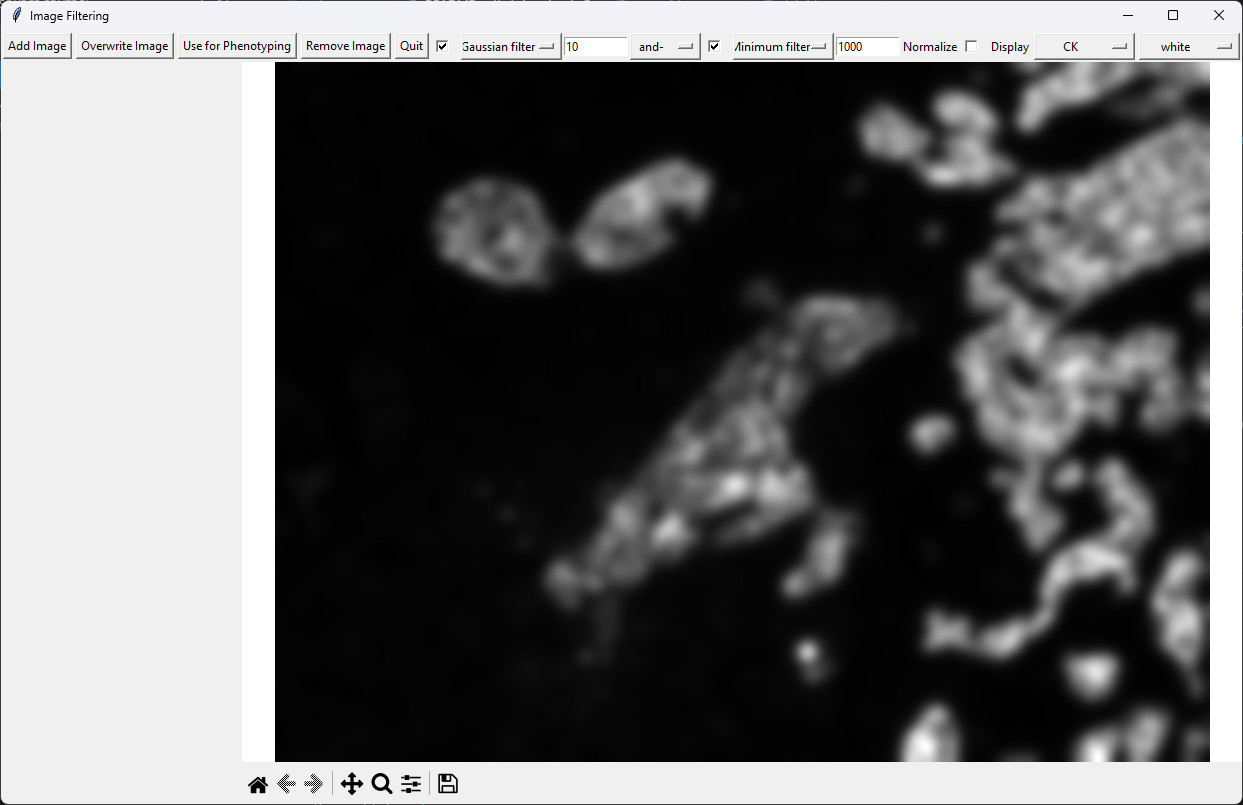 Image Filtering
Add Image Overwrite Image Use for Phenotyping Remove Image Quit Gaussian filter 10 and- Minimum filter 1000 Normalize Display CK white